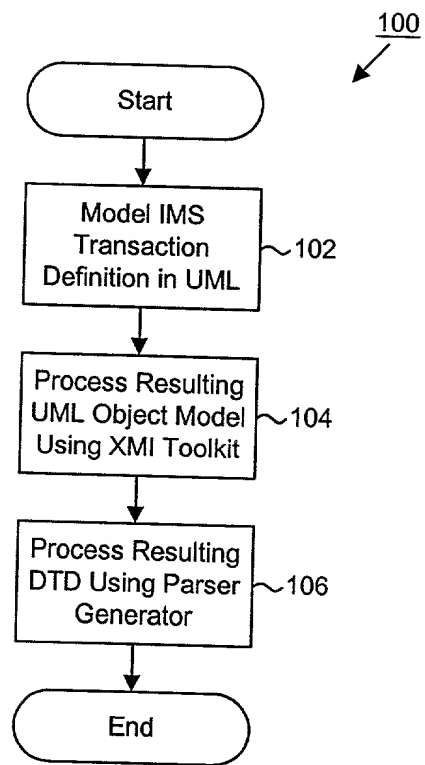 100
Start
Model IMS
Transaction
Definition in UML
102
Process Resulting
UML Object Model
Using XMI Toolkit
104
Process Resulting
DTD Using Parser
Generator
106
End